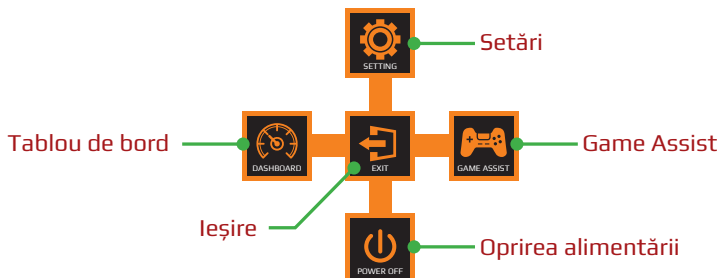 Setări
SETTING
Tablou de bord
DASHBOARD
EXIT
GAME ASSIST
Game Assist
Ieșire
POWER OFF
Oprirea alimentării